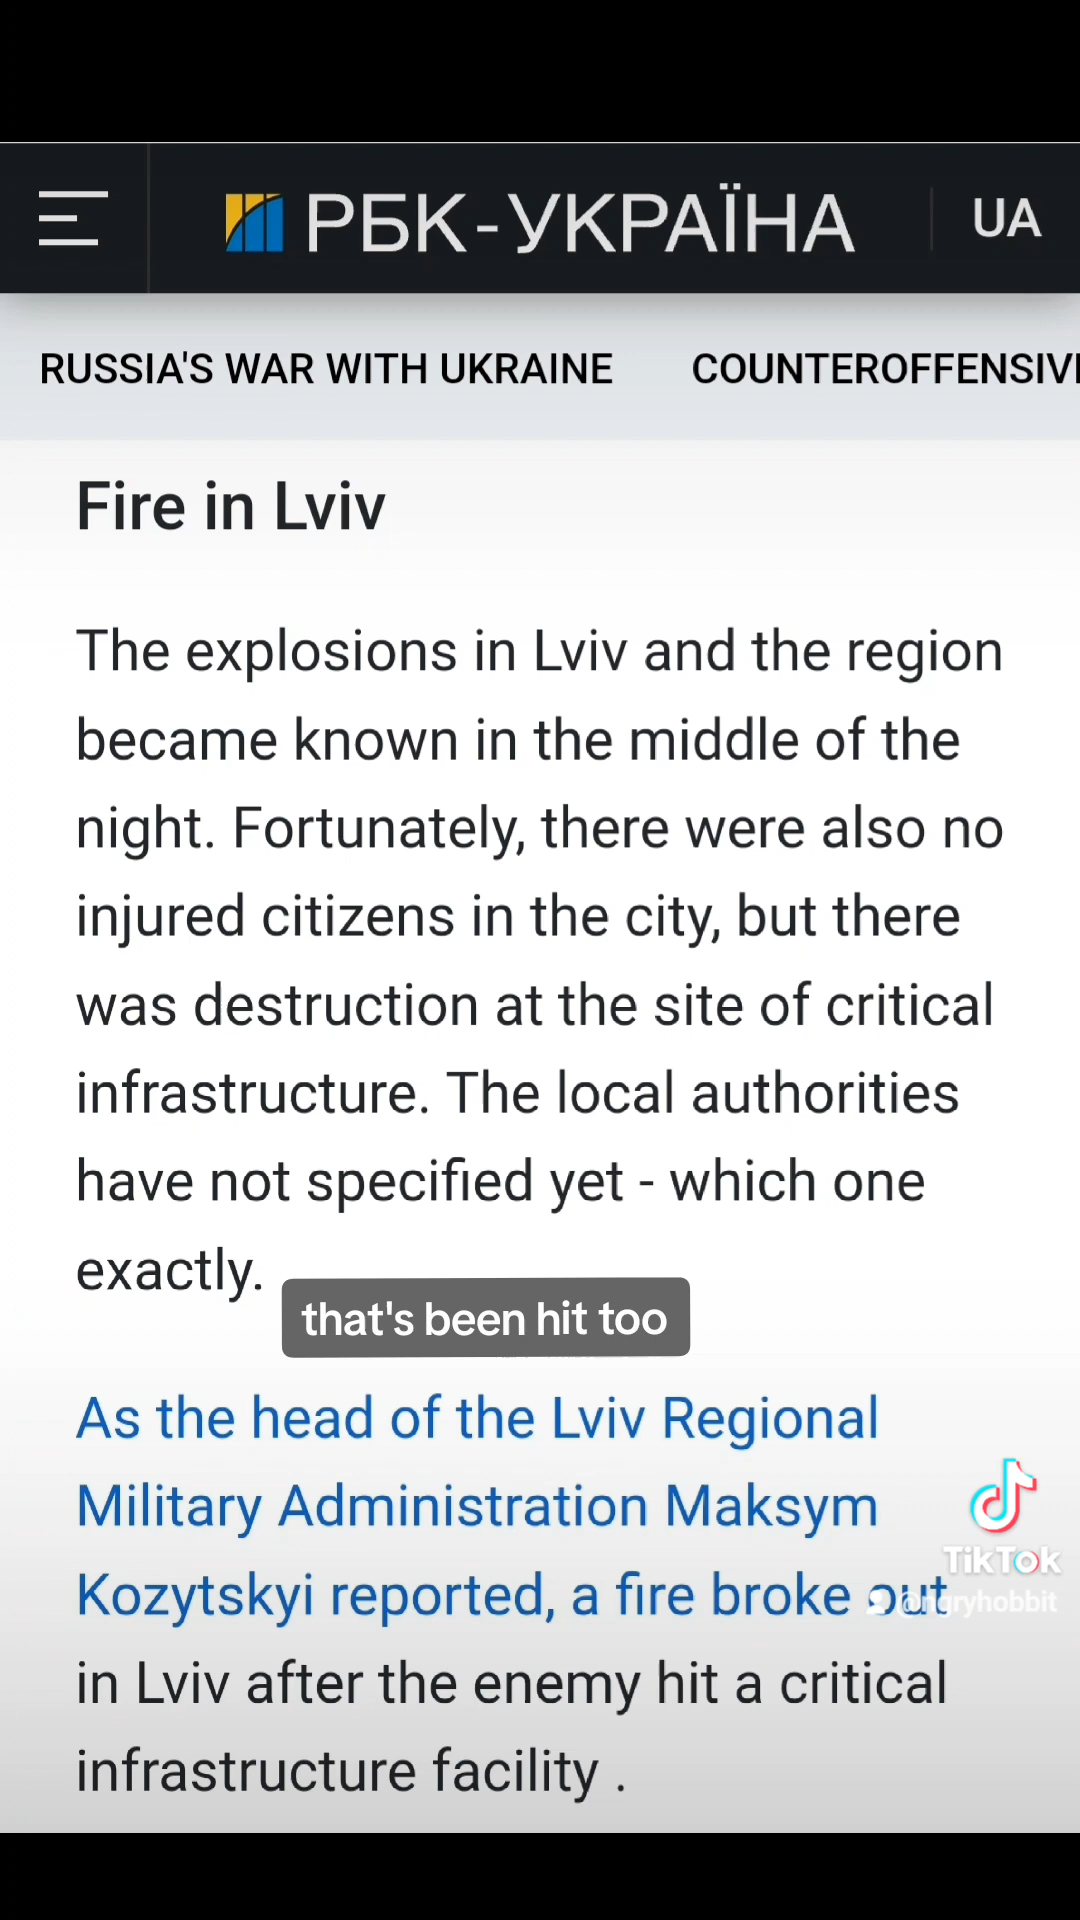 РБК-УКРАЇНА
UA
RUSSIA'S WAR WITH UKRAINE
COUNTEROFFENSIV
Fire in Lviv
The explosions in Lviv and the region
became known in the middle of the
night. Fortunately, there were also no
injured citizens in the city, but there
was destruction at the site of critical
infrastructure. The local authorities
have not specified yet - which one
exactly.
that's been hit too
As the head of the Lviv Regional
Military Administration Maksym
Kozytskyi reported, a fire broke out
in Lviv after the enemy hit a critical
infrastructure facility .
TikTok
@ngryhobbit